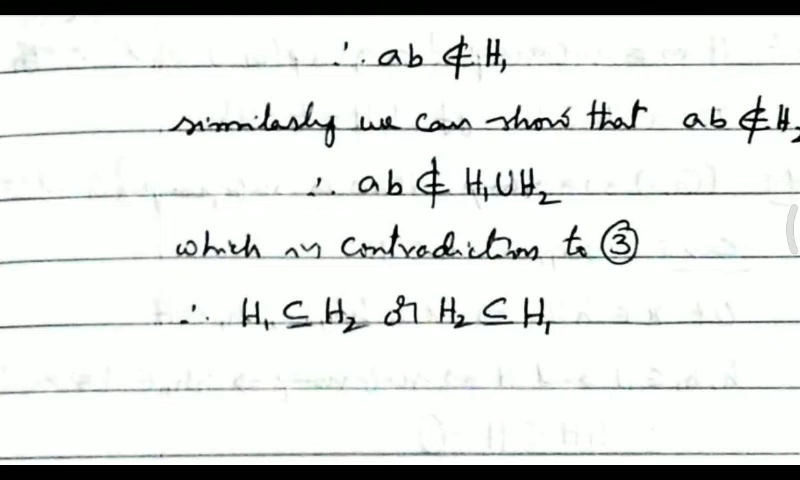 ∴ ab ∉ H₁
similarly we can show that ab ∉ H₂
∴ ab ∉ H₁∪H₂
which is contradiction to ③
∴ H₁ ⊆ H₂ or H₂ ⊆ H₁